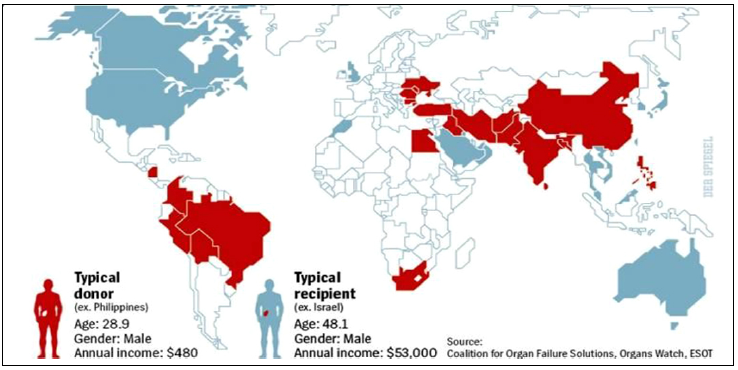 Typical
donor
(ex. Philippines)
Age: 28.9
Gender: Male
Annual income: $480
Typical
recipient
(ex. Israel)
Age: 48.1
Gender: Male
Annual income: $53,000
Source:
Coalition for Organ Failure Solutions, Organs Watch, ESOT
DER SPIEGEL